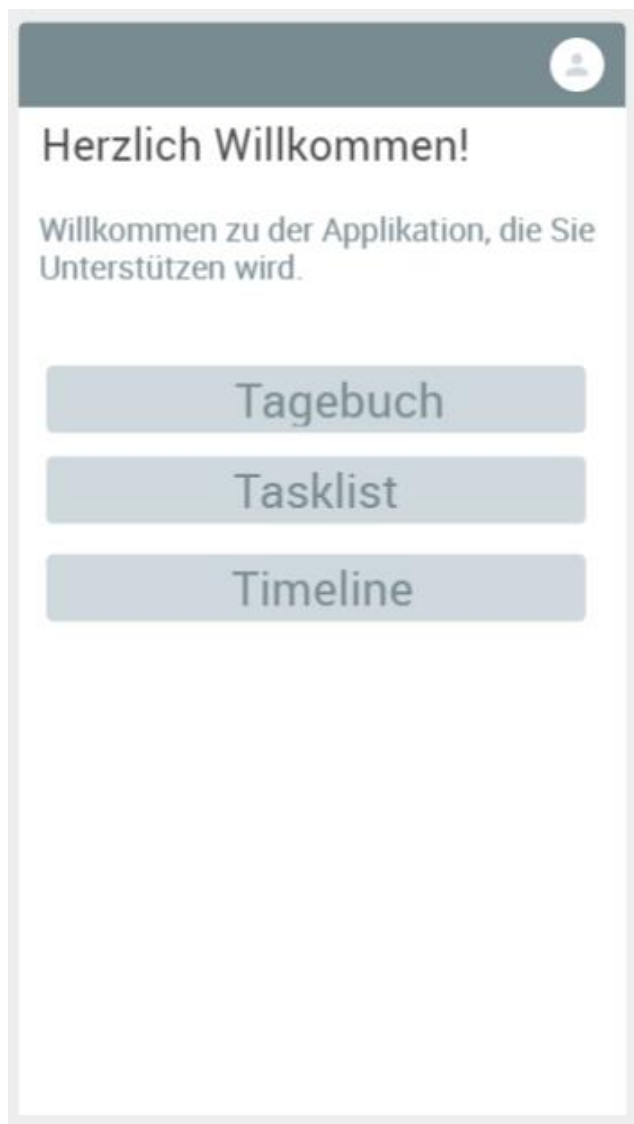 Herzlich Willkommen!
Willkommen zu der Applikation, die Sie
Unterstützen wird.
Tagebuch
Tasklist
Timeline